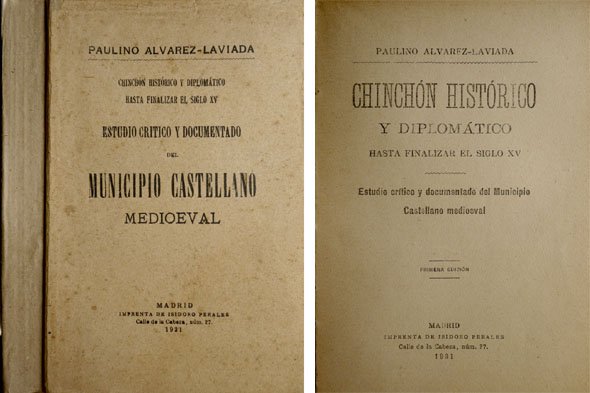 PAULINO ALVAREZ-LAVIADA
CHINCHÓN HISTÓRICO Y DIPLOMÁTICO
HASTA FINALIZAR EL SIGLO XV
ESTUDIO CRITICO Y DOCUMENTADO
DEL
MUNICIPIO CASTELLANO
MEDIOEVAL
MADRID
IMPRENTA DE ISIDORO PERALES
Calle de la Cabeza, núm. 27.
1931
PAULINO ALVAREZ-LAVIADA
CHINCHÓN HISTÓRICO
Y DIPLOMÁTICO
HASTA FINALIZAR EL SIGLO XV
Estudio crítico y documentado del Municipio
Castellano medioeval
PRIMERA EDICIÓN
MADRID
IMPRENTA DE ISIDORO PERALES
Calle de la Cabeza, núm. 27.
1931